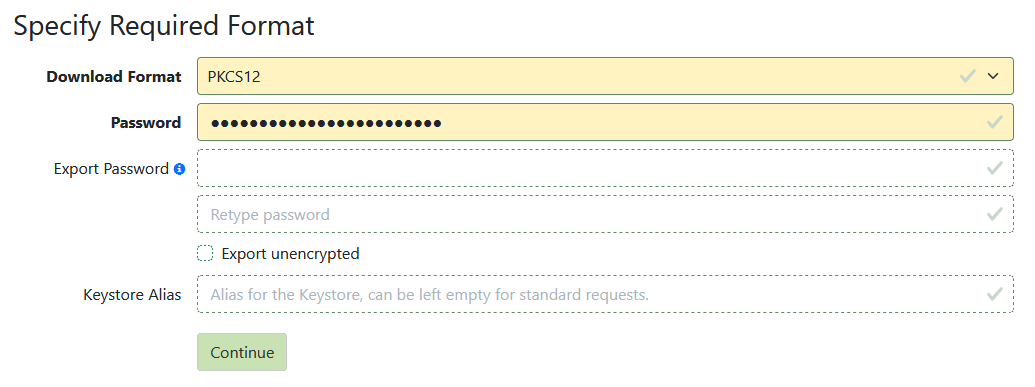 Specify Required Format
Download Format PKCS12
Password ••••••••••••••••••••••••
Export Password
Retype password
Export unencrypted
Keystore Alias Alias for the Keystore, can be left empty for standard requests.
Continue